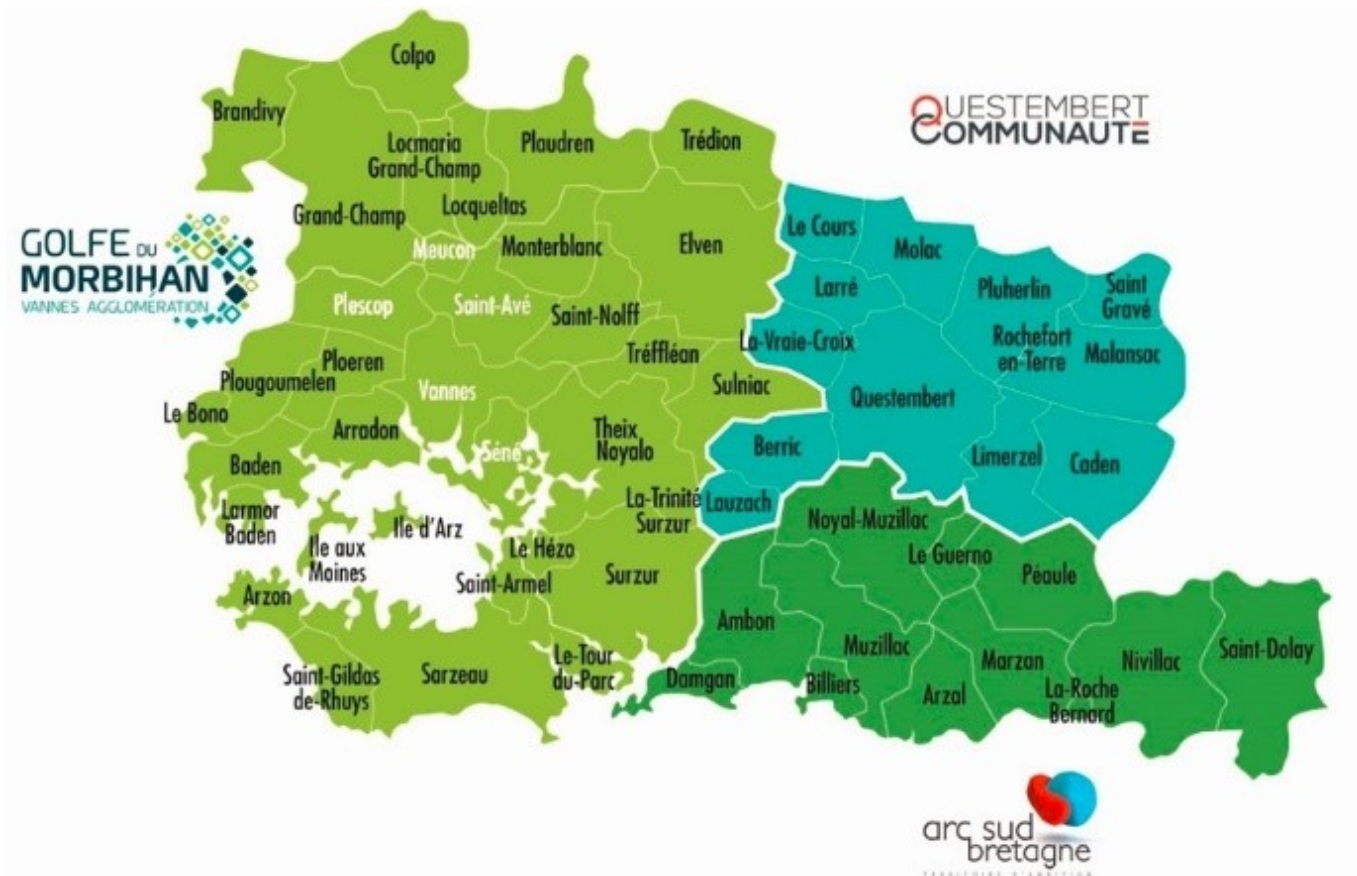 Colpo
Brandivy
QUESTEMBERT
COMMUNAUTÉ
Locmaria
Grand-Champ
Plaudren
Trédion
Grand-Champ
Locqueltas
Le Cours
GOLFE DU
MORBIHAN
VANNES AGGLOMÉRATION
Meucon
Monterblanc
Elven
Molac
Larré
Pluherlin
Saint
Gravé
Plescop
Saint-Avé
Saint-Nolff
La-Vraie-Croix
Rochefort
en-Terre
Malansac
Ploeren
Tréffléan
Plougoumelen
Vannes
Sulniac
Questembert
Le Bono
Arradon
Theix
Noyalo
Berric
Baden
Séné
Limerzel
Caden
Larmor
Baden
La-Trinité
Surzur
Lauzach
Ile d'Arz
Noyal-Muzillac
Ile aux
Moines
Le Hézo
Le Guerno
Saint-Armel
Surzur
Péaule
Arzon
Ambon
Muzillac
Saint-Gildas
de-Rhuys
Sarzeau
Le-Tour
du-Parc
Damgan
Billiers
Arzal
Marzan
La-Roche
Bernard
Nivillac
Saint-Dolay
arc sud
bretagne